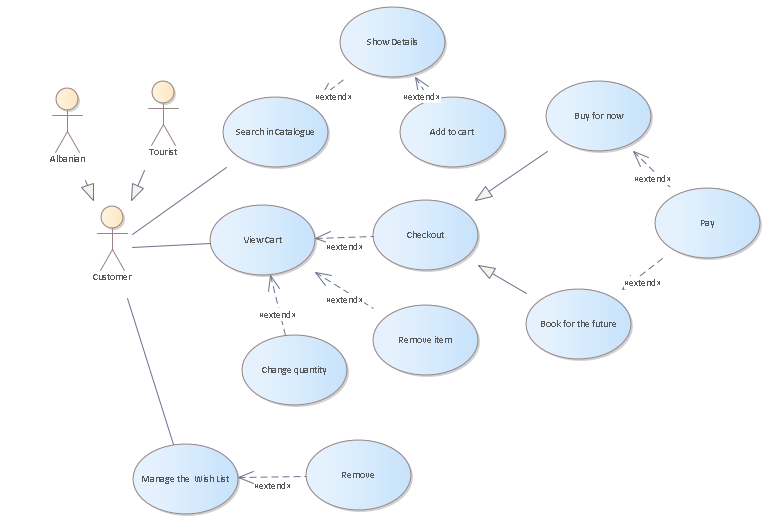 Show Details
«extend»
«extend»
Albanian
Tourist
Search in Catalogue
Add to cart
Buy for now
«extend»
Customer
View Cart
«extend»
Checkout
Pay
«extend»
«extend»
«extend»
Change quantity
Remove item
Book for the future
Manage the Wish List
«extend»
Remove